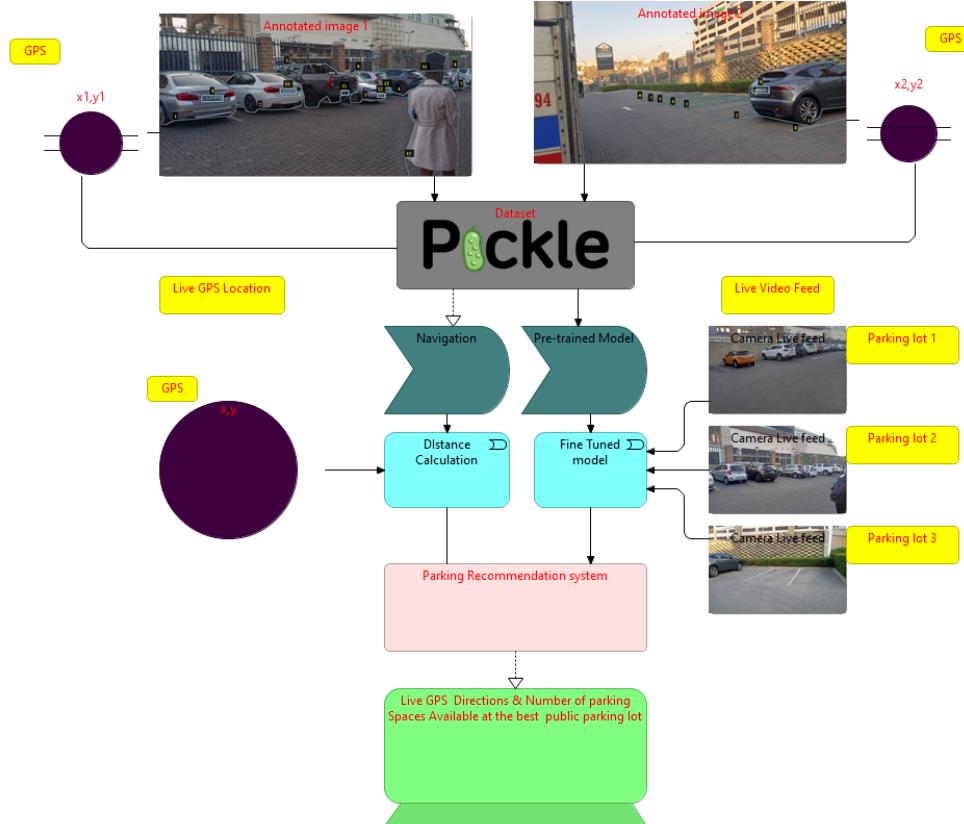 GPS
Annotated image 1
Annotated image
GPS
x1,y1
x2,y2
94
Dataset
Pickle
Live GPS Location
Live Video Feed
Navigation
Pre-trained Model
Camera Live feed
Parking lot 1
GPS
x,y
DIstance
Calculation
Fine Tuned
model
Camera Live feed
Parking lot 2
Camera Live feed
Parking lot 3
Parking Recommendation system
Live GPS Directions & Number of parking
Spaces Available at the best public parking lot